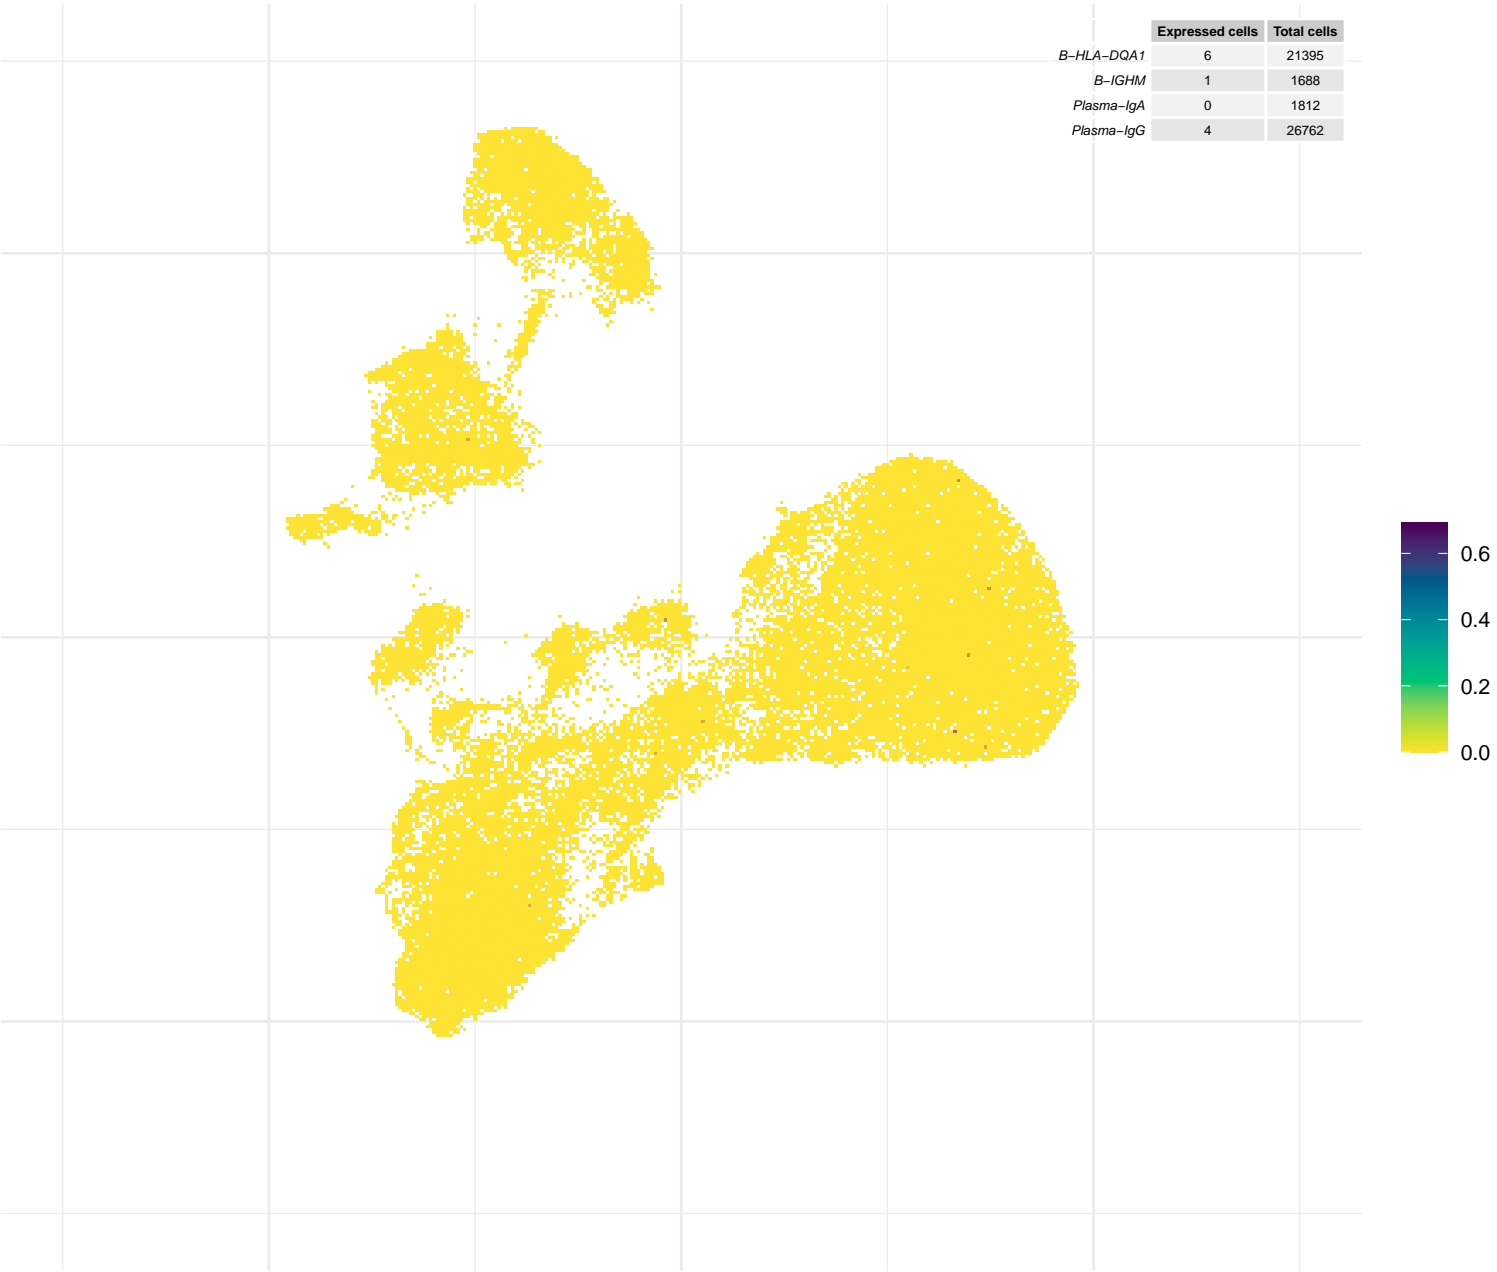 Expressed cells Total cells
B−HLA−DQA1 6 21395
B−IGHM 1 1688
Plasma−IgA 0 1812
Plasma−IgG 4 26762
0.6
0.4
0.2
0.0